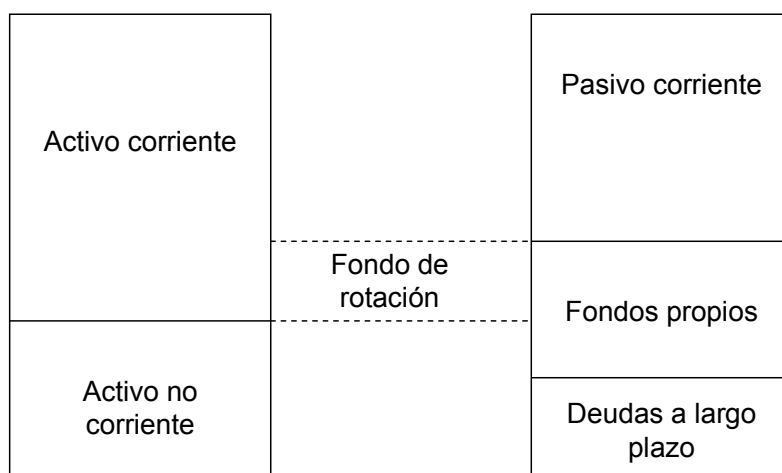 Activo corriente
Pasivo corriente
Fondo de
rotación
Fondos propios
Activo no
corriente
Deudas a largo
plazo